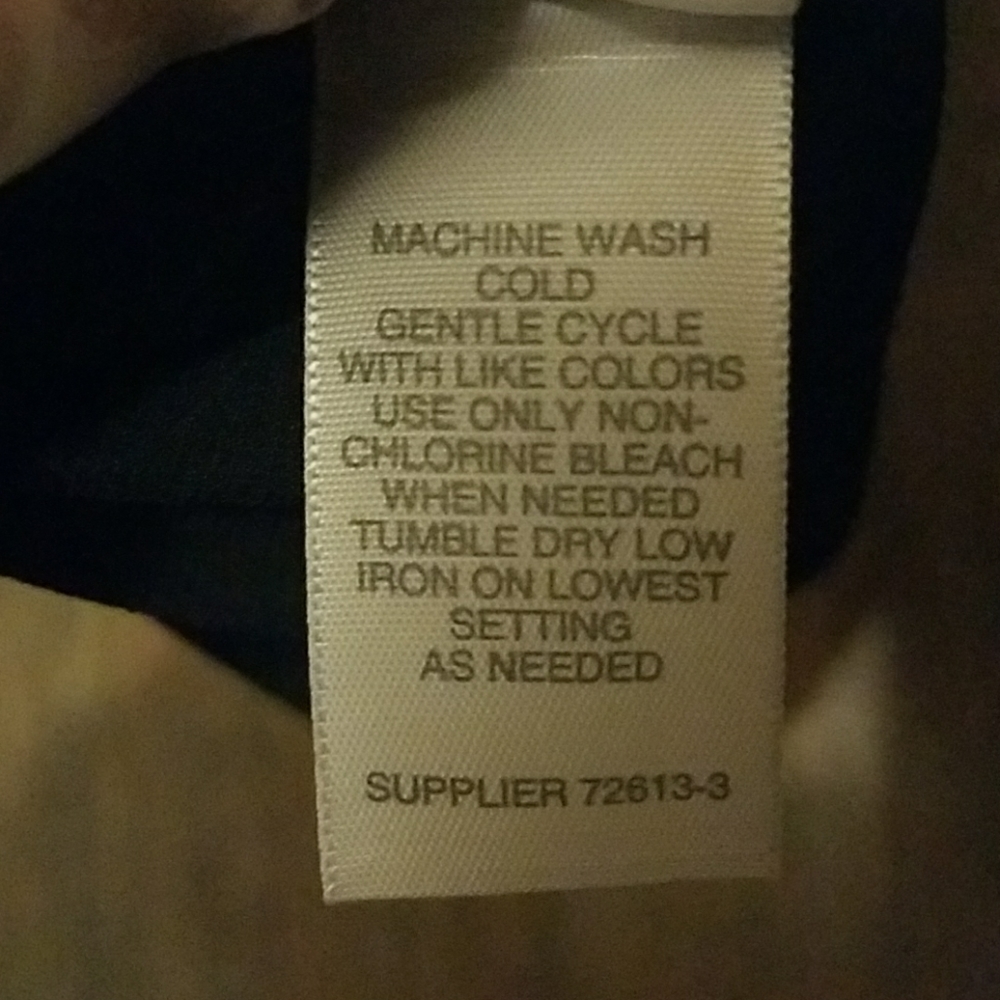 MACHINE WASH
COLD
GENTLE CYCLE
WITH LIKE COLORS
USE ONLY NON-
CHLORINE BLEACH
WHEN NEEDED
TUMBLE DRY LOW
IRON ON LOWEST
SETTING
AS NEEDED
SUPPLIER 72613-3